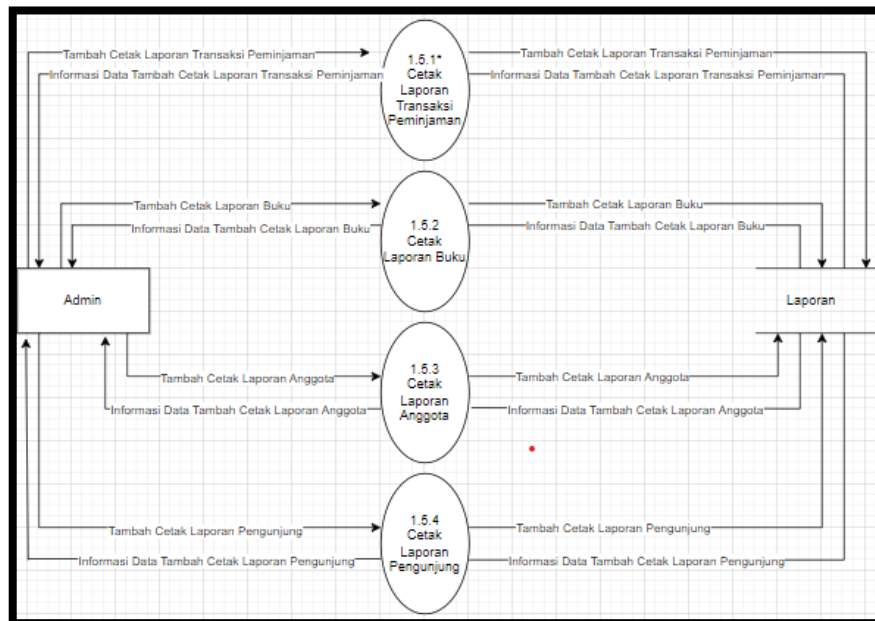 Tambah Cetak Laporan Transaksi Peminjaman
Informasi Data Tambah Cetak Laporan Transaksi Peminjaman
1.5.1*
Cetak
Laporan
Transaksi
Peminjaman
Tambah Cetak Laporan Transaksi Peminjaman
Informasi Data Tambah Cetak Laporan Transaksi Peminjaman
Tambah Cetak Laporan Buku
Informasi Data Tambah Cetak Laporan Buku
1.5.2
Cetak
Laporan Buku
Tambah Cetak Laporan Buku
Informasi Data Tambah Cetak Laporan Buku
Admin
Laporan
Tambah Cetak Laporan Anggota
Informasi Data Tambah Cetak Laporan Anggota
1.5.3
Cetak
Laporan
Anggota
Tambah Cetak Laporan Anggota
Informasi Data Tambah Cetak Laporan Anggota
Tambah Cetak Laporan Pengunjung
Informasi Data Tambah Cetak Laporan Pengunjung
1.5.4
Cetak
Laporan
Pengunjung
Tambah Cetak Laporan Pengunjung
Informasi Data Tambah Cetak Laporan Pengunjung